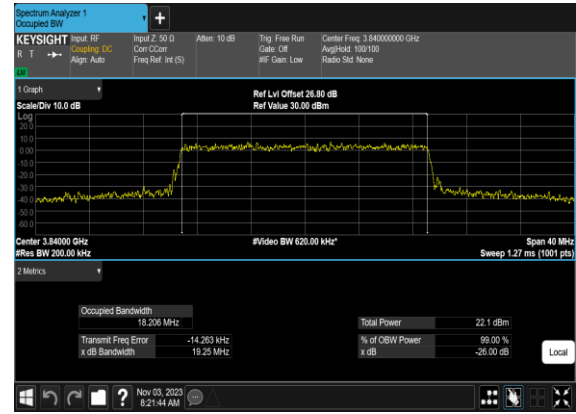 Spectrum Analyzer 1
Occupied BW
+
KEYSIGHT
R T
Input: RF
Coupling: DC
Align: Auto
Input Z: 50 Ω
Corr CCorr
Freq Ref: Int (S)
Atten: 10 dB
Trig: Free Run
Gate: Off
#IF Gain: Low
Center Freq: 3.840000000 GHz
Avg|Hold: 100/100
Radio Std: None
1 Graph
Scale/Div 10.0 dB
Ref Lvl Offset 26.80 dB
Ref Value 30.00 dBm
Log
20.0
10.0
0.00
-10.0
-20.0
-30.0
-40.0
-50.0
-60.0
Center 3.84000 GHz
#Res BW 200.00 kHz
#Video BW 620.00 kHz*
Span 40 MHz
Sweep 1.27 ms (1001 pts)
2 Metrics
Occupied Bandwidth
18.206 MHz
Transmit Freq Error -14.263 kHz
x dB Bandwidth 19.25 MHz
Total Power 22.1 dBm
% of OBW Power 99.00 %
x dB -26.00 dB
Local
?
Nov 03, 2023
8:21:44 AM